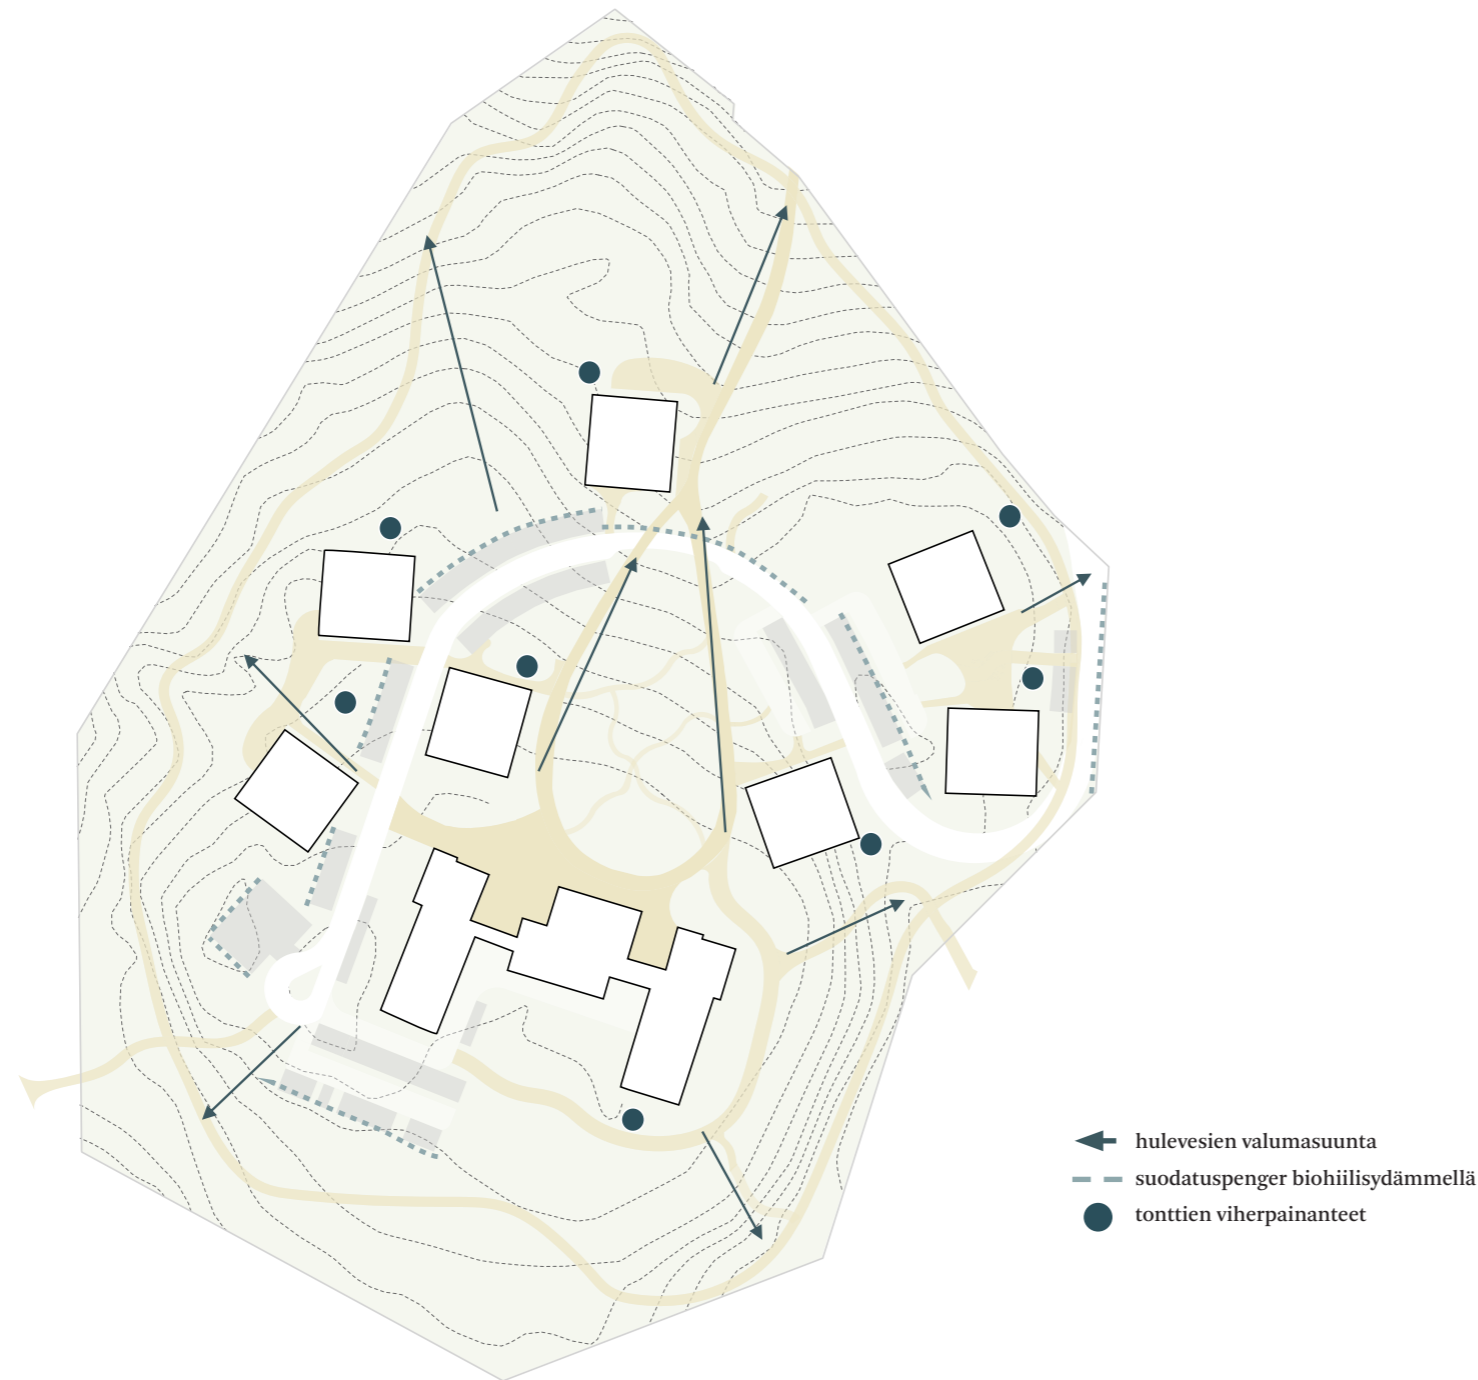 hulevesien valumasuunta
suodatuspenger biohiilisydämmellä
tonttien viherpainanteet